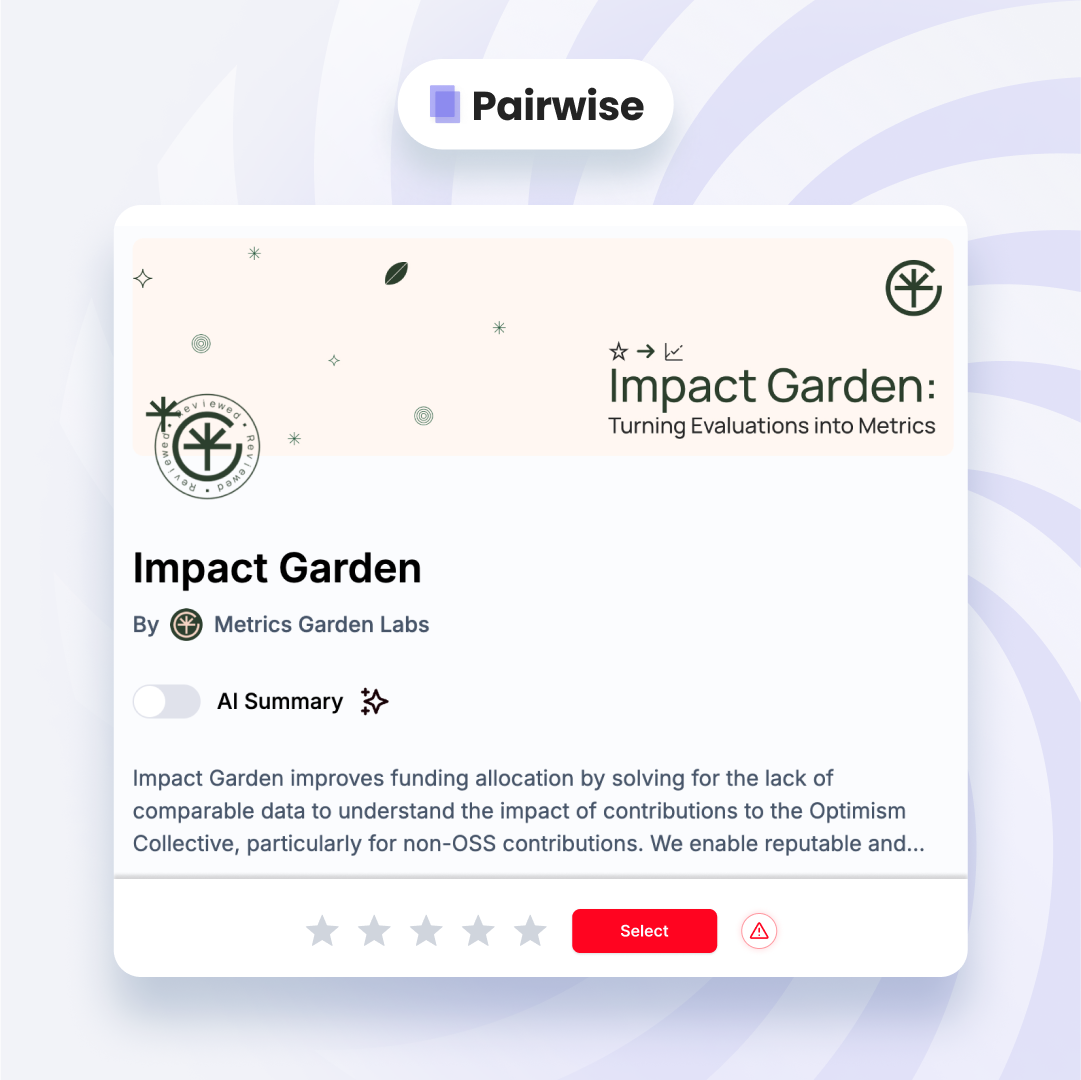 Pairwise
Impact Garden:
Turning Evaluations into Metrics
Reviewed • Reviewed • Reviewed •
Impact Garden
By Metrics Garden Labs
AI Summary
Impact Garden improves funding allocation by solving for the lack of
comparable data to understand the impact of contributions to the Optimism
Collective, particularly for non-OSS contributions. We enable reputable and...
Select